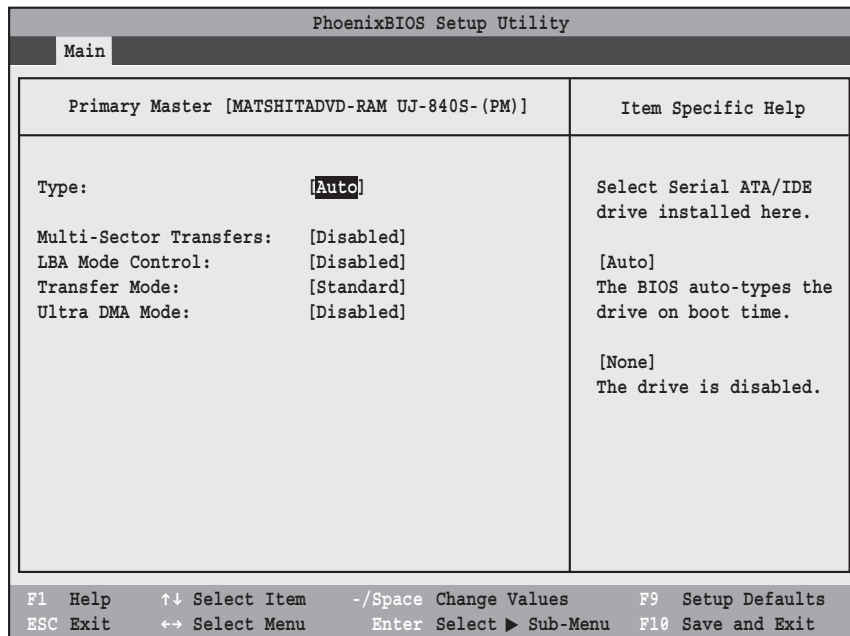 PhoenixBIOS Setup Utility
Main
Primary Master [MATSHITADVD-RAM UJ-840S-(PM)]
Item Specific Help
Type: [Auto]
Multi-Sector Transfers: [Disabled]
LBA Mode Control: [Disabled]
Transfer Mode: [Standard]
Ultra DMA Mode: [Disabled]
Select Serial ATA/IDE
drive installed here.
[Auto]
The BIOS auto-types the
drive on boot time.
[None]
The drive is disabled.
F1 Help ↑↓ Select Item -/Space Change Values F9 Setup Defaults
ESC Exit ←→ Select Menu Enter Select ▶ Sub-Menu F10 Save and Exit